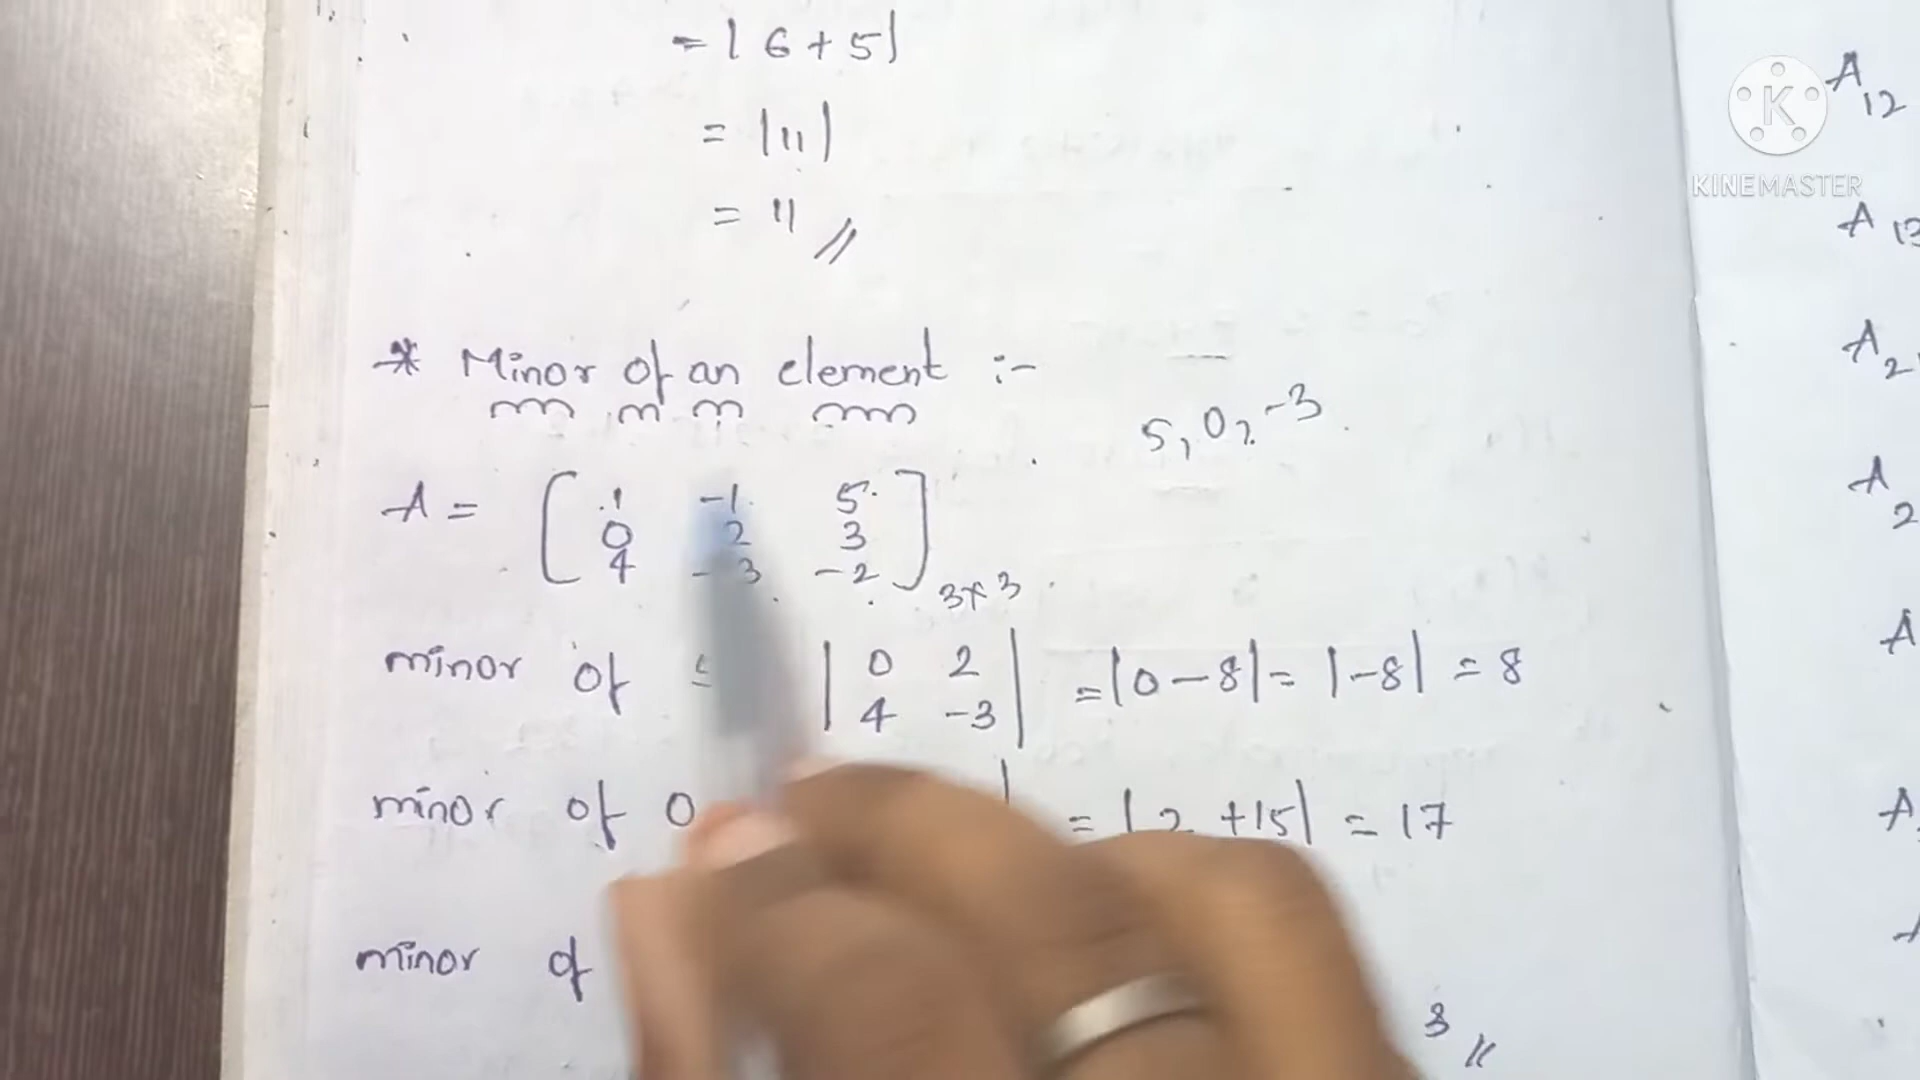 = | 6 + 5 |
= | 11 |
= 11 //
* Minor of an element :-
5, 0, -3
A = [ 1 -1 5
0 2 3
4 -3 -2 ] 3x3
minor of | 0 2 | = |0-8| = |-8| = 8
| 4 -3 |
minor of 0 = | 2 +15| = 17
minor of
3 //
A12
A13
A2
A2
A
A
KINEMASTER